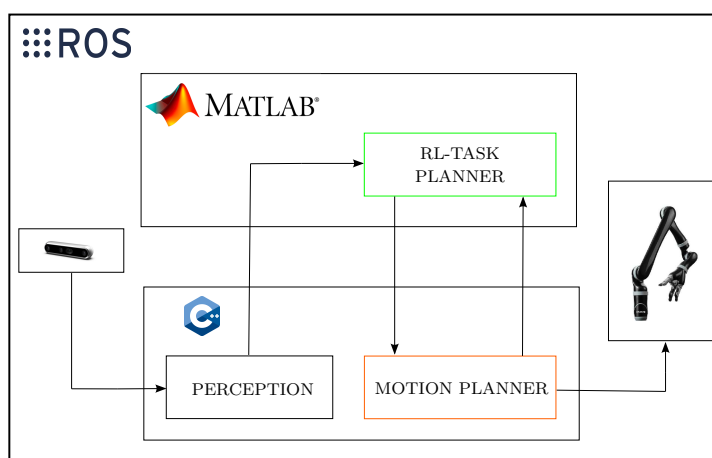 ROS
MATLAB®
RL-TASK
PLANNER
C++
PERCEPTION
MOTION PLANNER